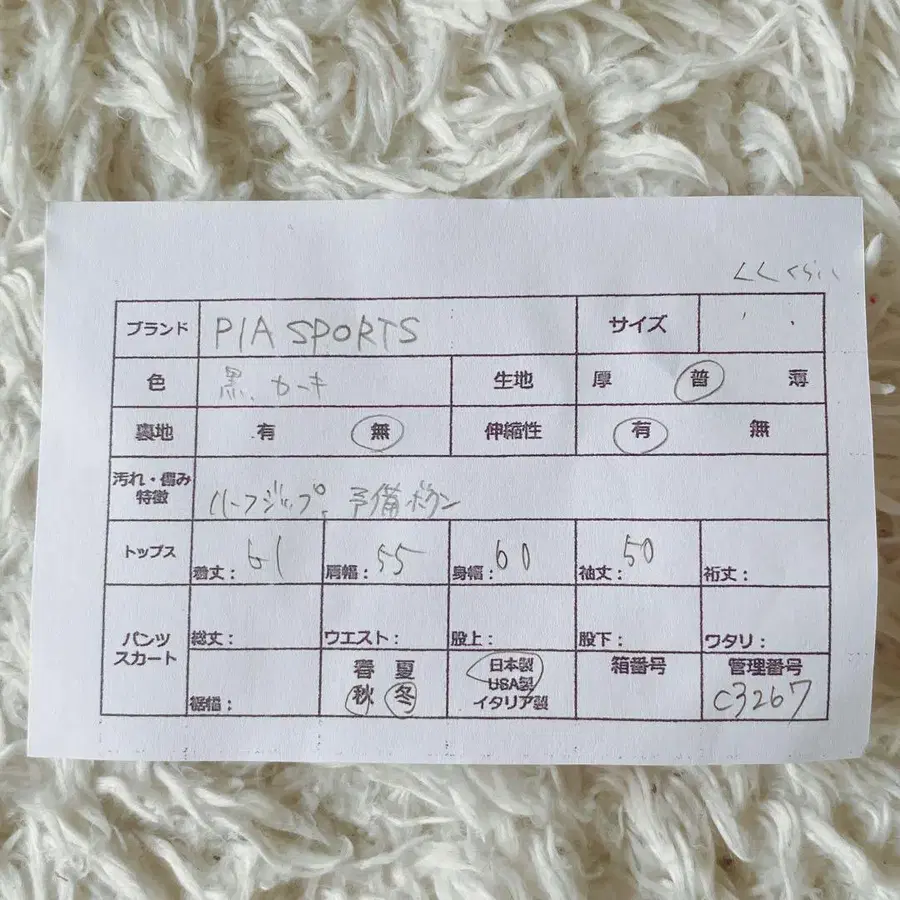 LLくらい
ブランド PIA SPORTS サイズ
色 黒、カーキ 生地 厚 普 薄
裏地 有 無 伸縮性 有 無
汚れ・傷み
特徴 ハーフジップ、予備ボタン
トップス 着丈: 61 肩幅: 55 身幅: 60 袖丈: 50 裄丈:
パンツ
スカート 総丈: ウエスト: 股上: 股下: ワタリ:
裾幅: 春 夏 日本製 箱番号 管理番号
秋 冬 USA製 C3267
イタリア製